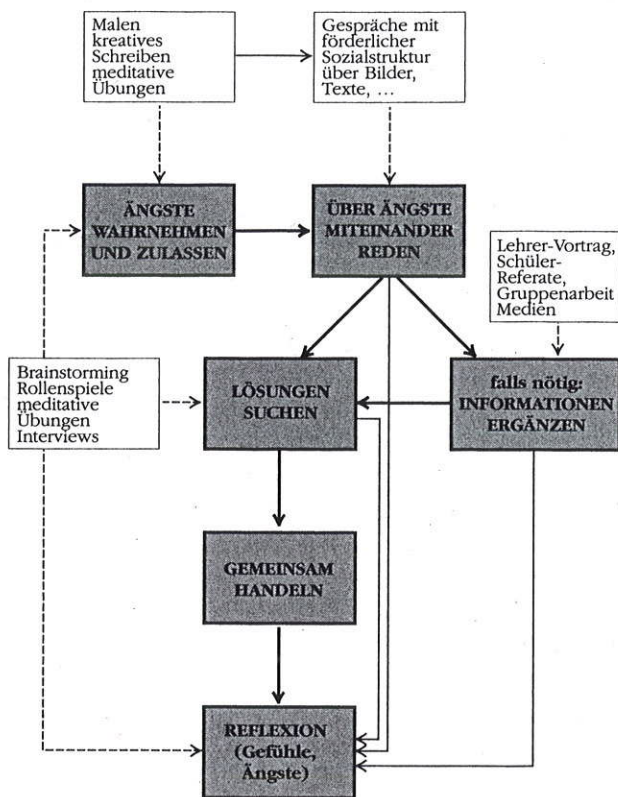 Malen
kreatives
Schreiben
meditative
Übungen
Gespräche mit
förderlicher
Sozialstruktur
über Bilder,
Texte, ...
ÄNGSTE
WAHRNEHMEN
UND ZULASSEN
ÜBER ÄNGSTE
MITEINANDER
REDEN
Lehrer-Vortrag,
Schüler-
Referate,
Gruppenarbeit
Medien
Brainstorming
Rollenspiele
meditative
Übungen
Interviews
LÖSUNGEN
SUCHEN
falls nötig:
INFORMATIONEN
ERGÄNZEN
GEMEINSAM
HANDELN
REFLEXION
(Gefühle,
Ängste)